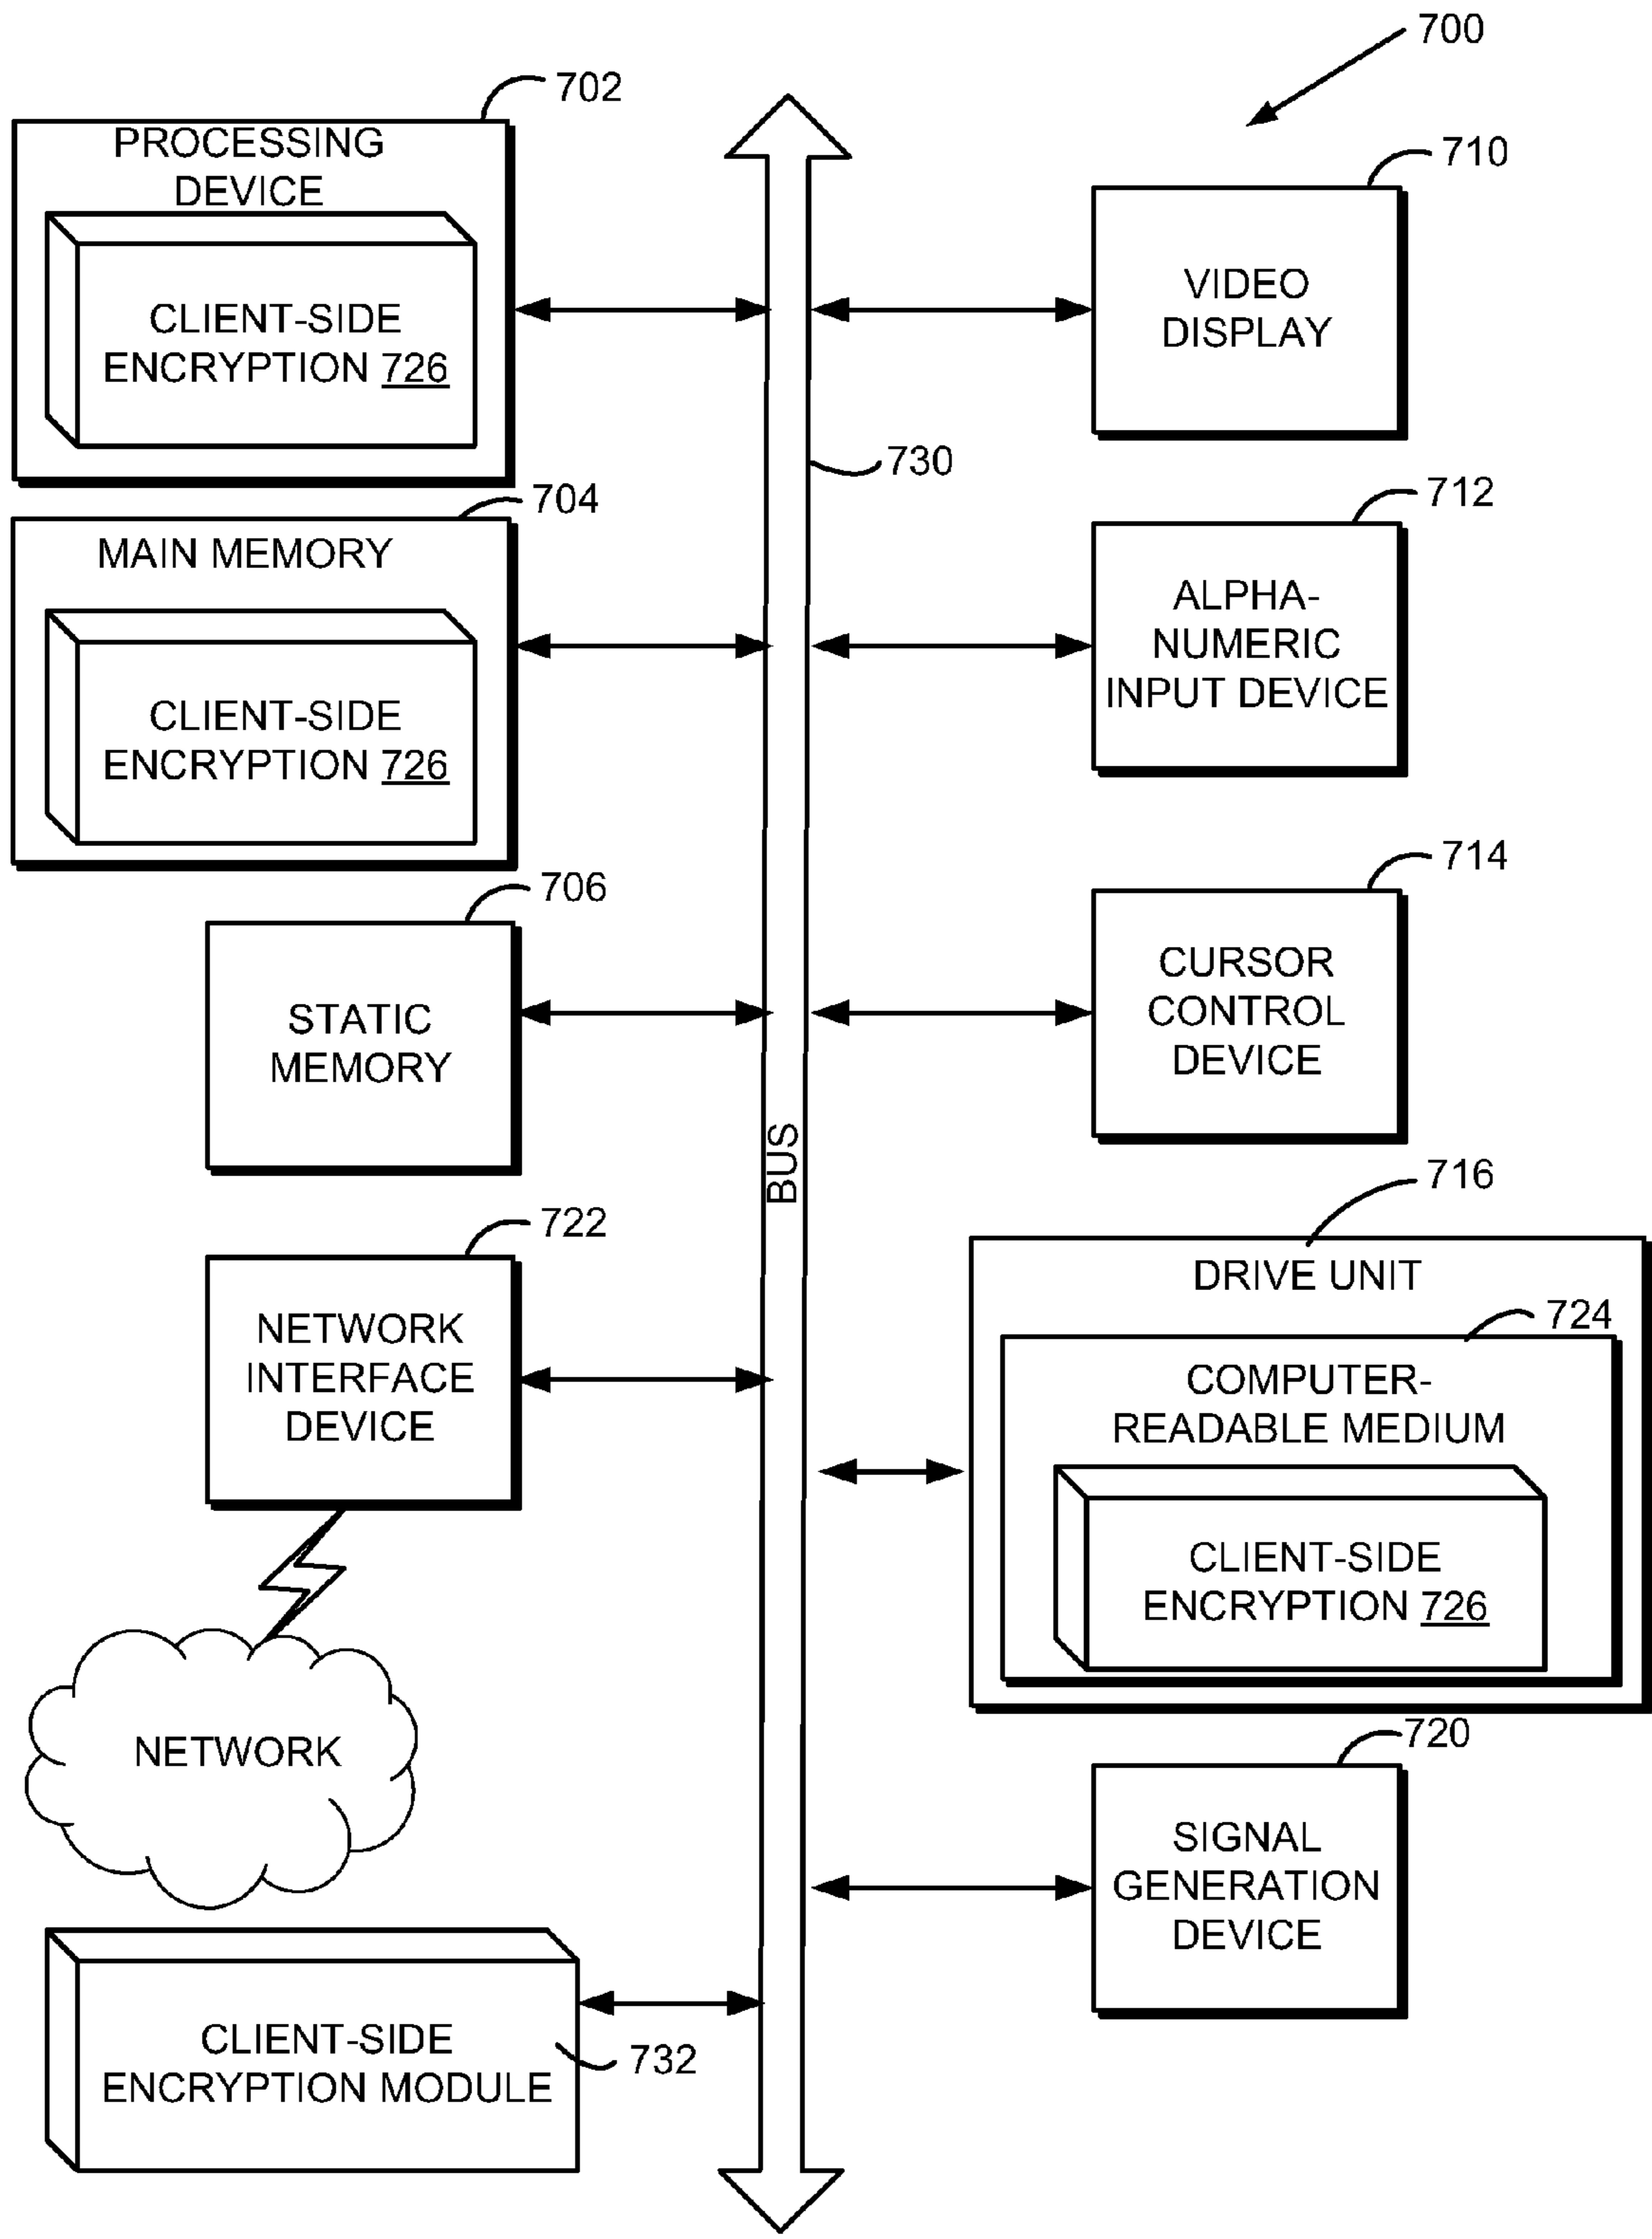 700
702
PROCESSING
DEVICE
CLIENT-SIDE
ENCRYPTION 726
704
MAIN MEMORY
CLIENT-SIDE
ENCRYPTION 726
706
STATIC
MEMORY
722
NETWORK
INTERFACE
DEVICE
NETWORK
CLIENT-SIDE
ENCRYPTION MODULE
732
730
BUS
710
VIDEO
DISPLAY
712
ALPHA-
NUMERIC
INPUT DEVICE
714
CURSOR
CONTROL
DEVICE
716
DRIVE UNIT
724
COMPUTER-
READABLE MEDIUM
CLIENT-SIDE
ENCRYPTION 726
720
SIGNAL
GENERATION
DEVICE